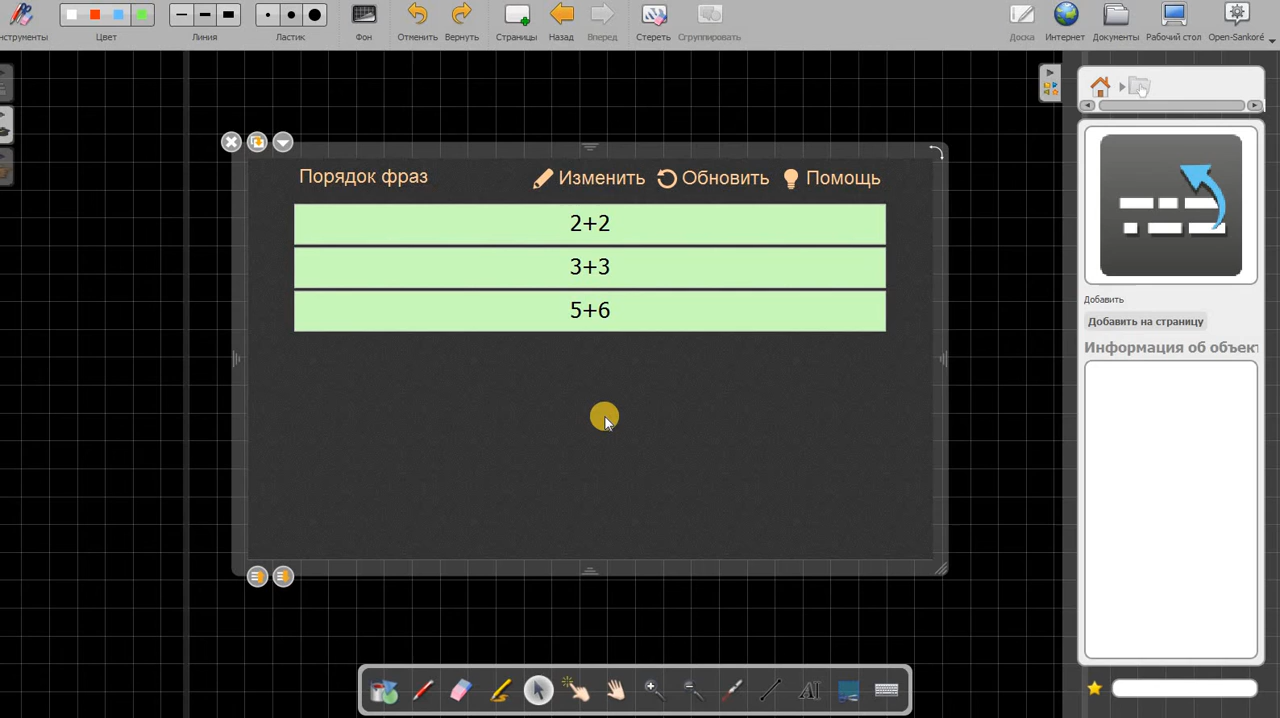 нструменты Цвет Линия Ластик Фон Отменить Вернуть Страницы Назад Вперед Стереть Сгруппировать Доска Интернет Документы Рабочий стол Open-Sankoré
Порядок фраз Изменить Обновить Помощь
2+2
3+3
5+6
Добавить
Добавить на страницу
Информация об объект